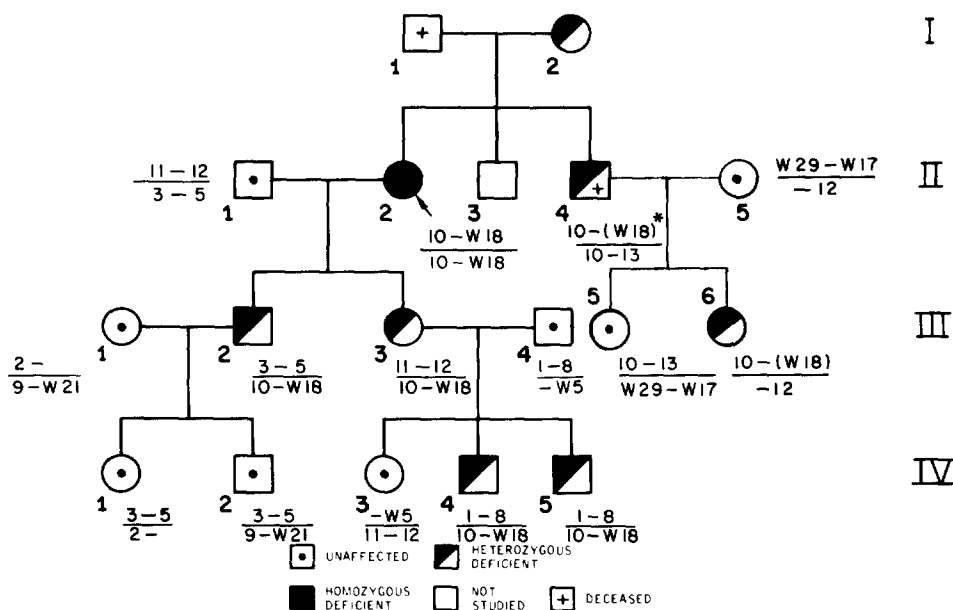 I
1 2
11-12 W29-W17
3-5 -12
II
1 2 3 4 5
10-W18 10-(W18)*
10-W18 10-13
5 6
III
1 2 3 4
2- 3-5 11-12 1-8 10-13 10-(W18)
9-W21 10-W18 10-W18 -W5 W29-W17 -12
IV
1 2 3 4 5
3-5 3-5 -W5 1-8 1-8
2- 9-W21 11-12 10-W18 10-W18
UNAFFECTED HETEROZYGOUS
DEFICIENT
HOMOZYGOUS NOT DECEASED
DEFICIENT STUDIED